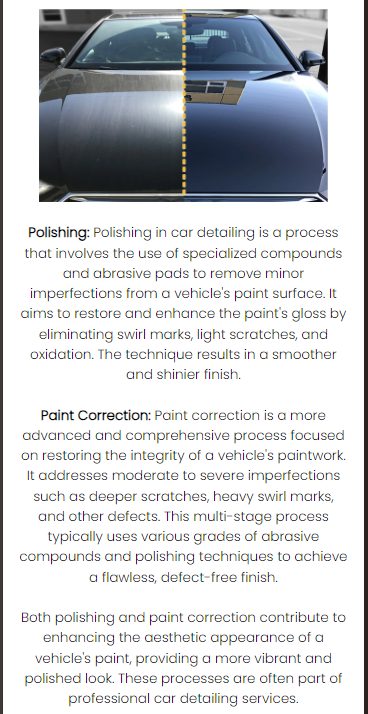 Polishing: Polishing in car detailing is a process
that involves the use of specialized compounds
and abrasive pads to remove minor
imperfections from a vehicle's paint surface. It
aims to restore and enhance the paint's gloss by
eliminating swirl marks, light scratches, and
oxidation. The technique results in a smoother
and shinier finish.
Paint Correction: Paint correction is a more
advanced and comprehensive process focused
on restoring the integrity of a vehicle's paintwork.
It addresses moderate to severe imperfections
such as deeper scratches, heavy swirl marks,
and other defects. This multi-stage process
typically uses various grades of abrasive
compounds and polishing techniques to achieve
a flawless, defect-free finish.
Both polishing and paint correction contribute to
enhancing the aesthetic appearance of a
vehicle's paint, providing a more vibrant and
polished look. These processes are often part of
professional car detailing services.